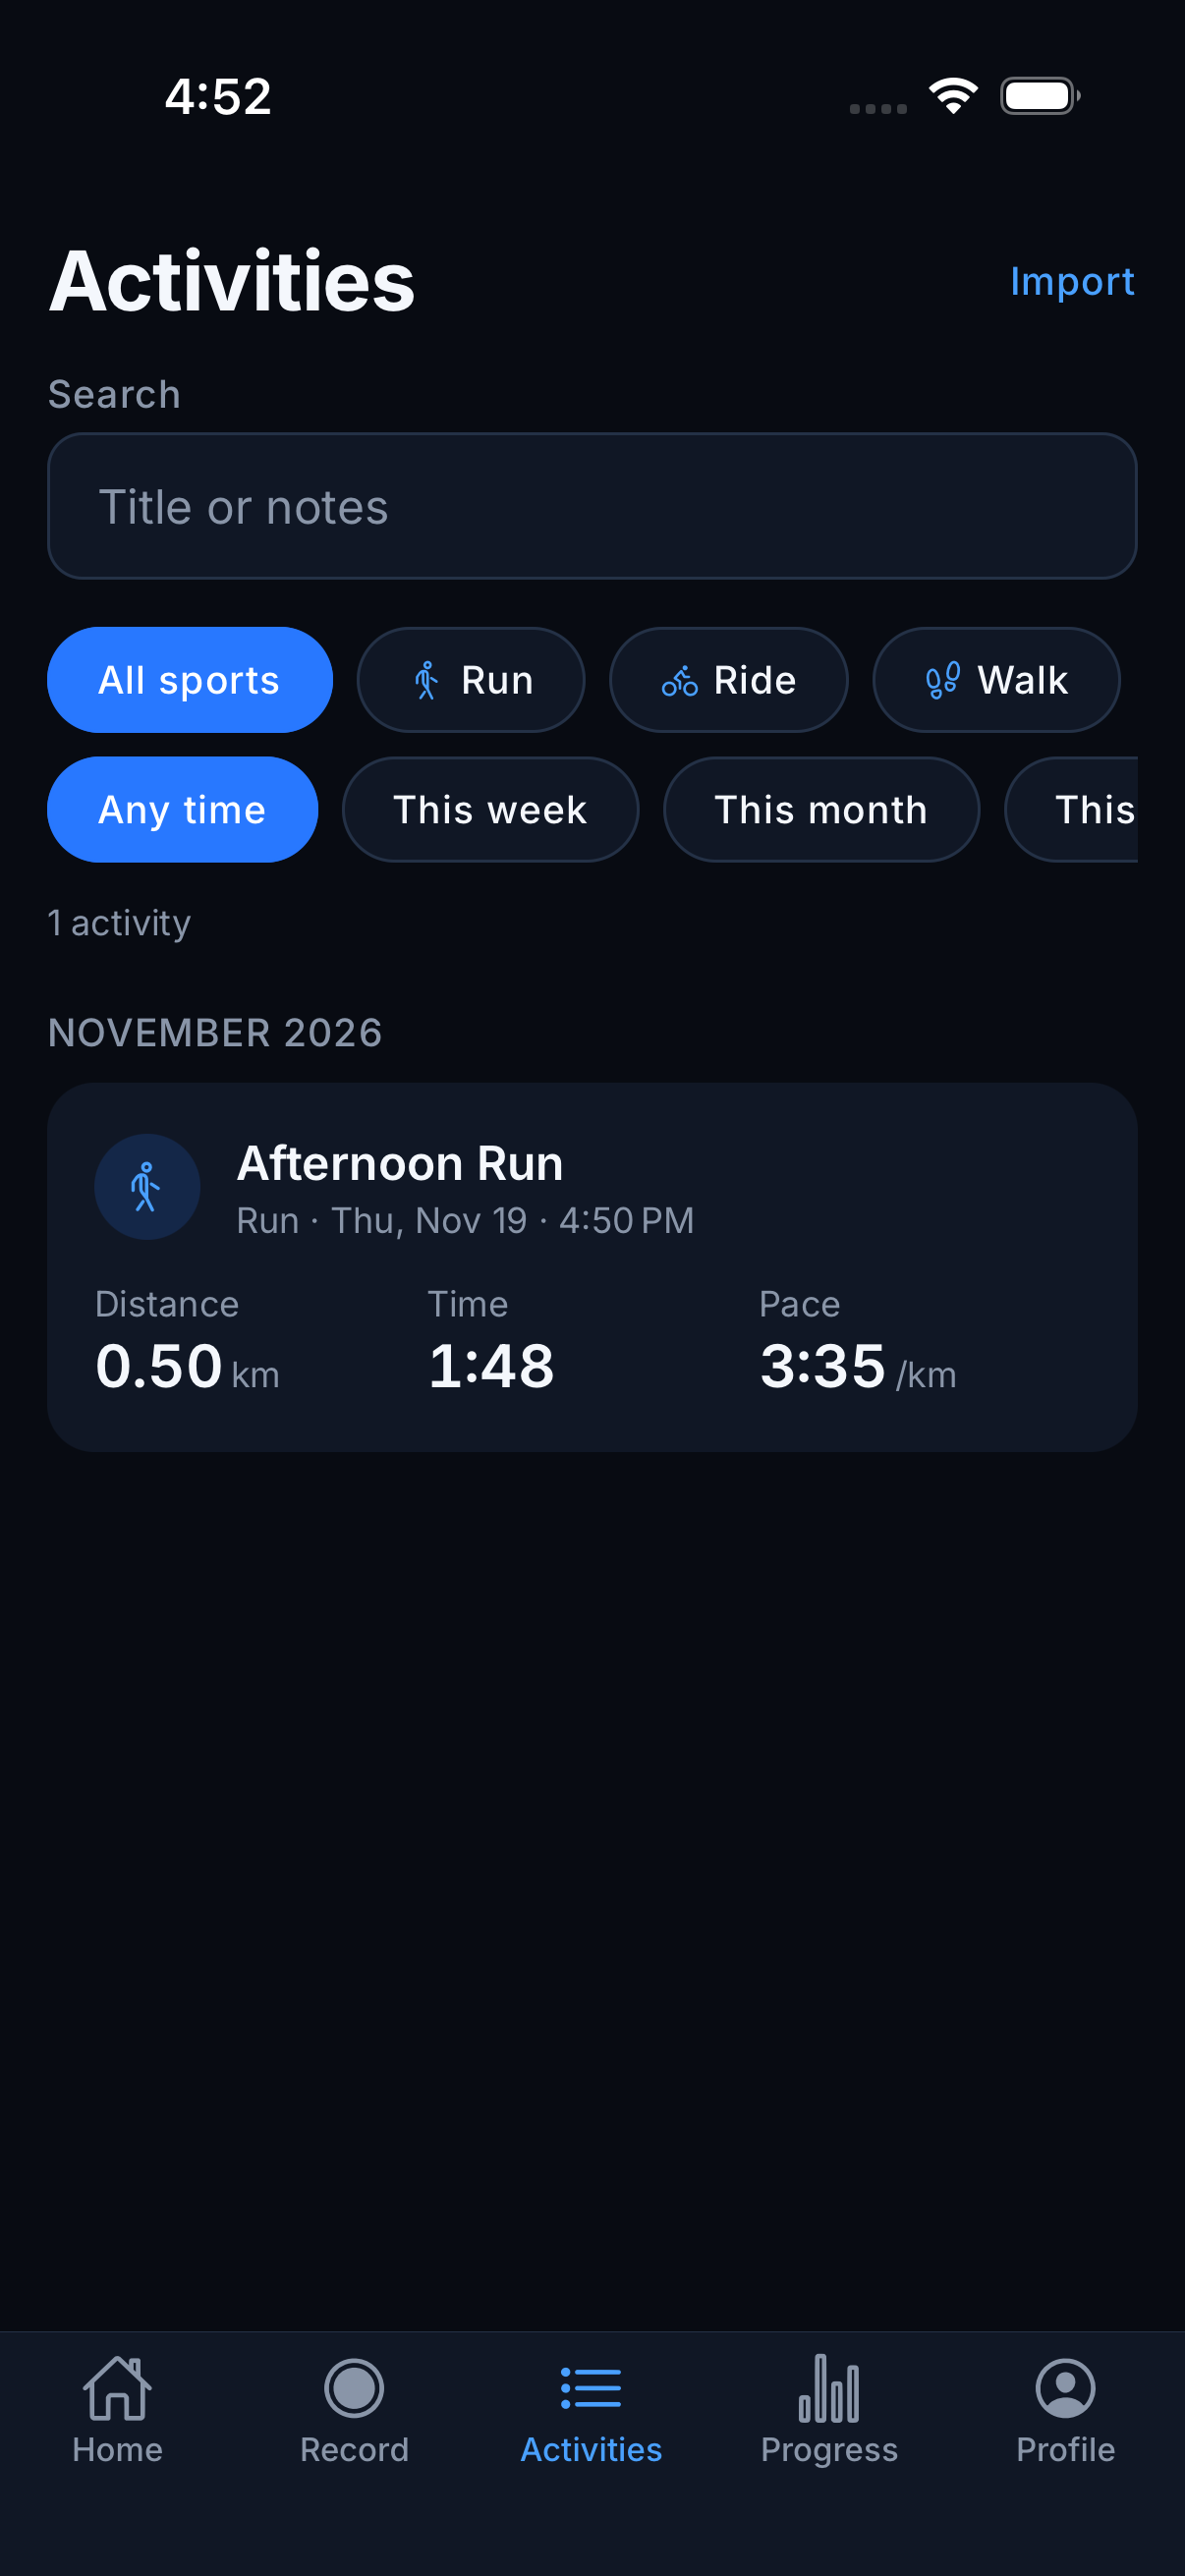 4:52
Activities
Import
Search
Title or notes
All sports Run Ride Walk
Any time This week This month This
1 activity
NOVEMBER 2026
Afternoon Run
Run · Thu, Nov 19 · 4:50 PM
Distance Time Pace
0.50 km 1:48 3:35 /km
Home Record Activities Progress Profile